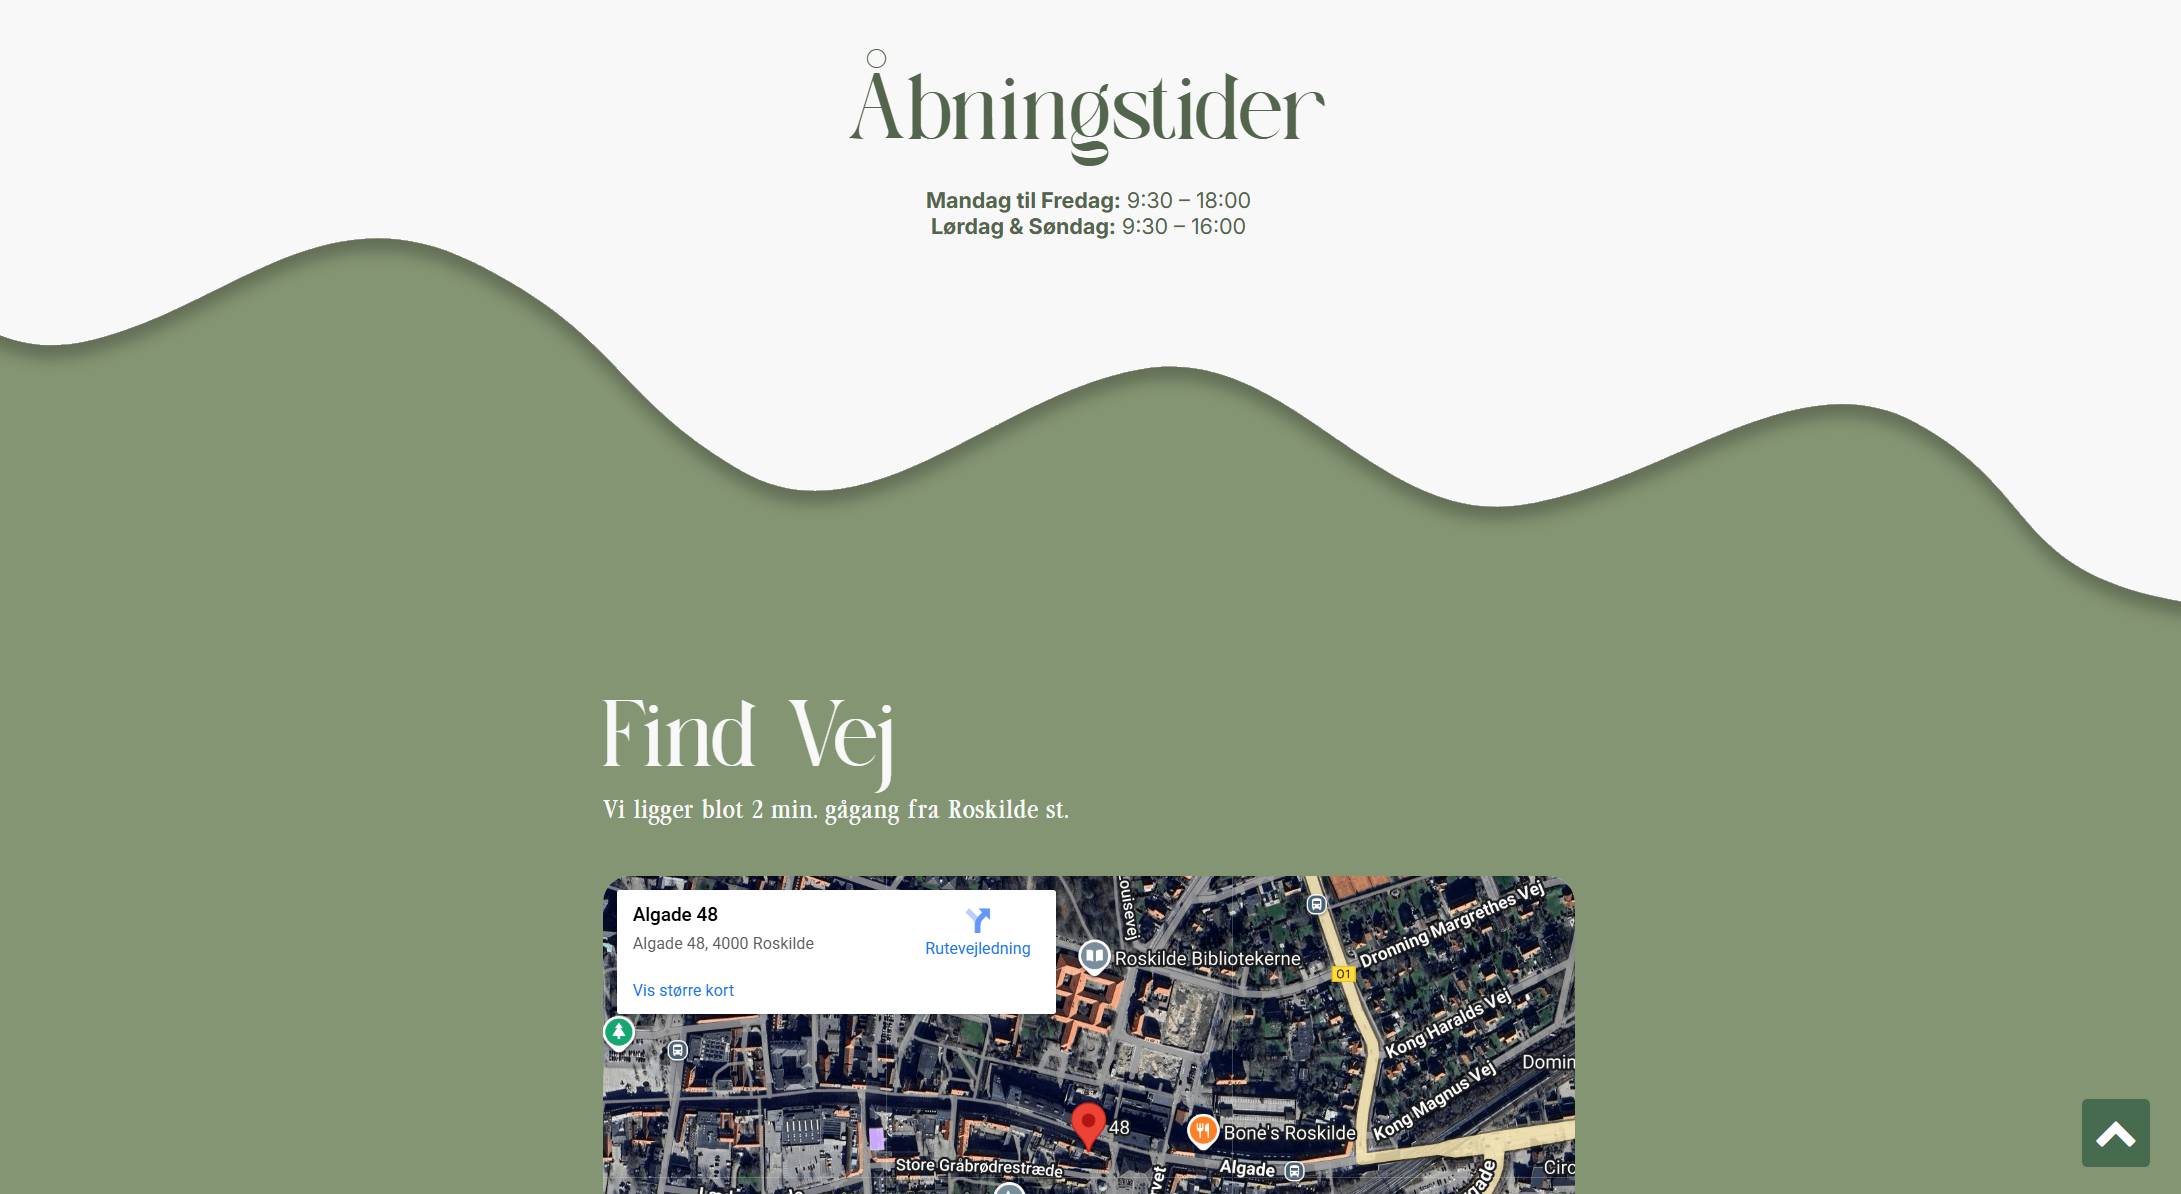 Åbningstider
Mandag til Fredag: 9:30 – 18:00
Lørdag & Søndag: 9:30 – 16:00
Find Vej
Vi ligger blot 2 min. gågang fra Roskilde st.
Algade 48
Algade 48, 4000 Roskilde
Rutevejledning
Vis større kort
ouisevej
Roskilde Bibliotekerne
Dronning Margrethes Vej
01
Kong Haralds Vej
Domin
Kong Magnus Vej
48
Bone's Roskilde
Store Gråbrødrestræde
Algade
Circ
rvet
gade